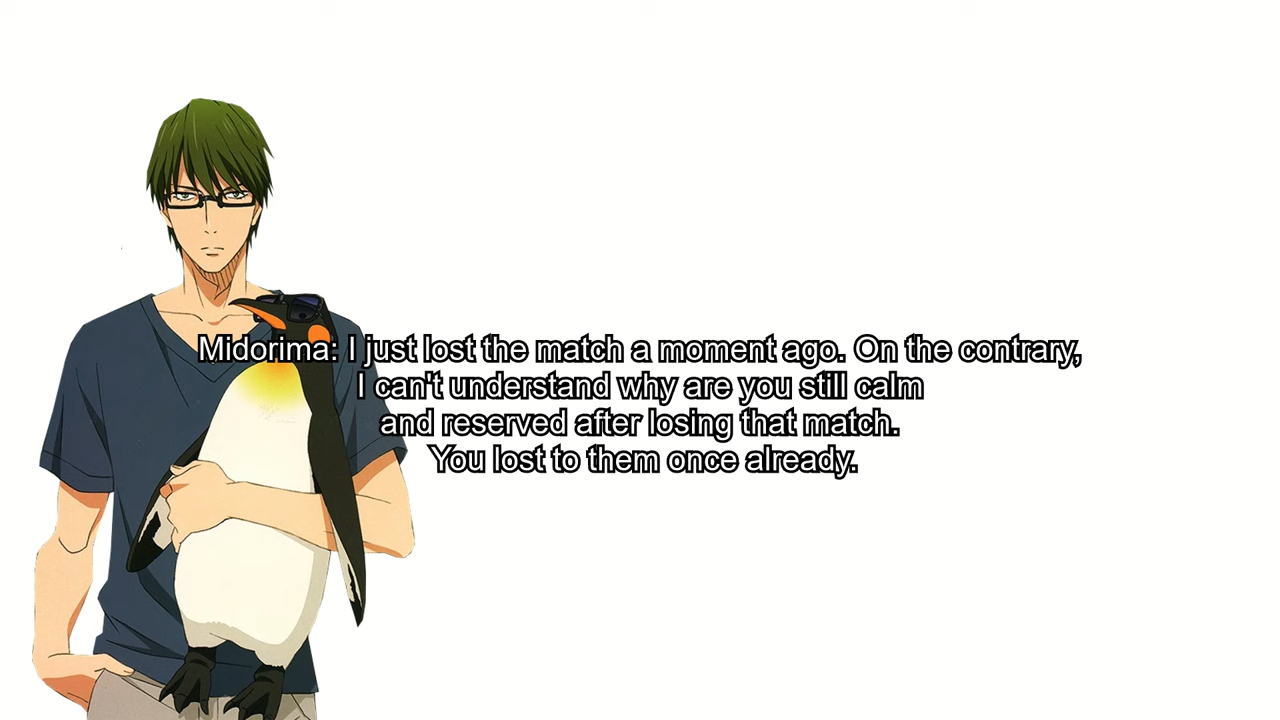 Midorima: I just lost the match a moment ago. On the contrary,
I can't understand why are you still calm
and reserved after losing that match.
You lost to them once already.